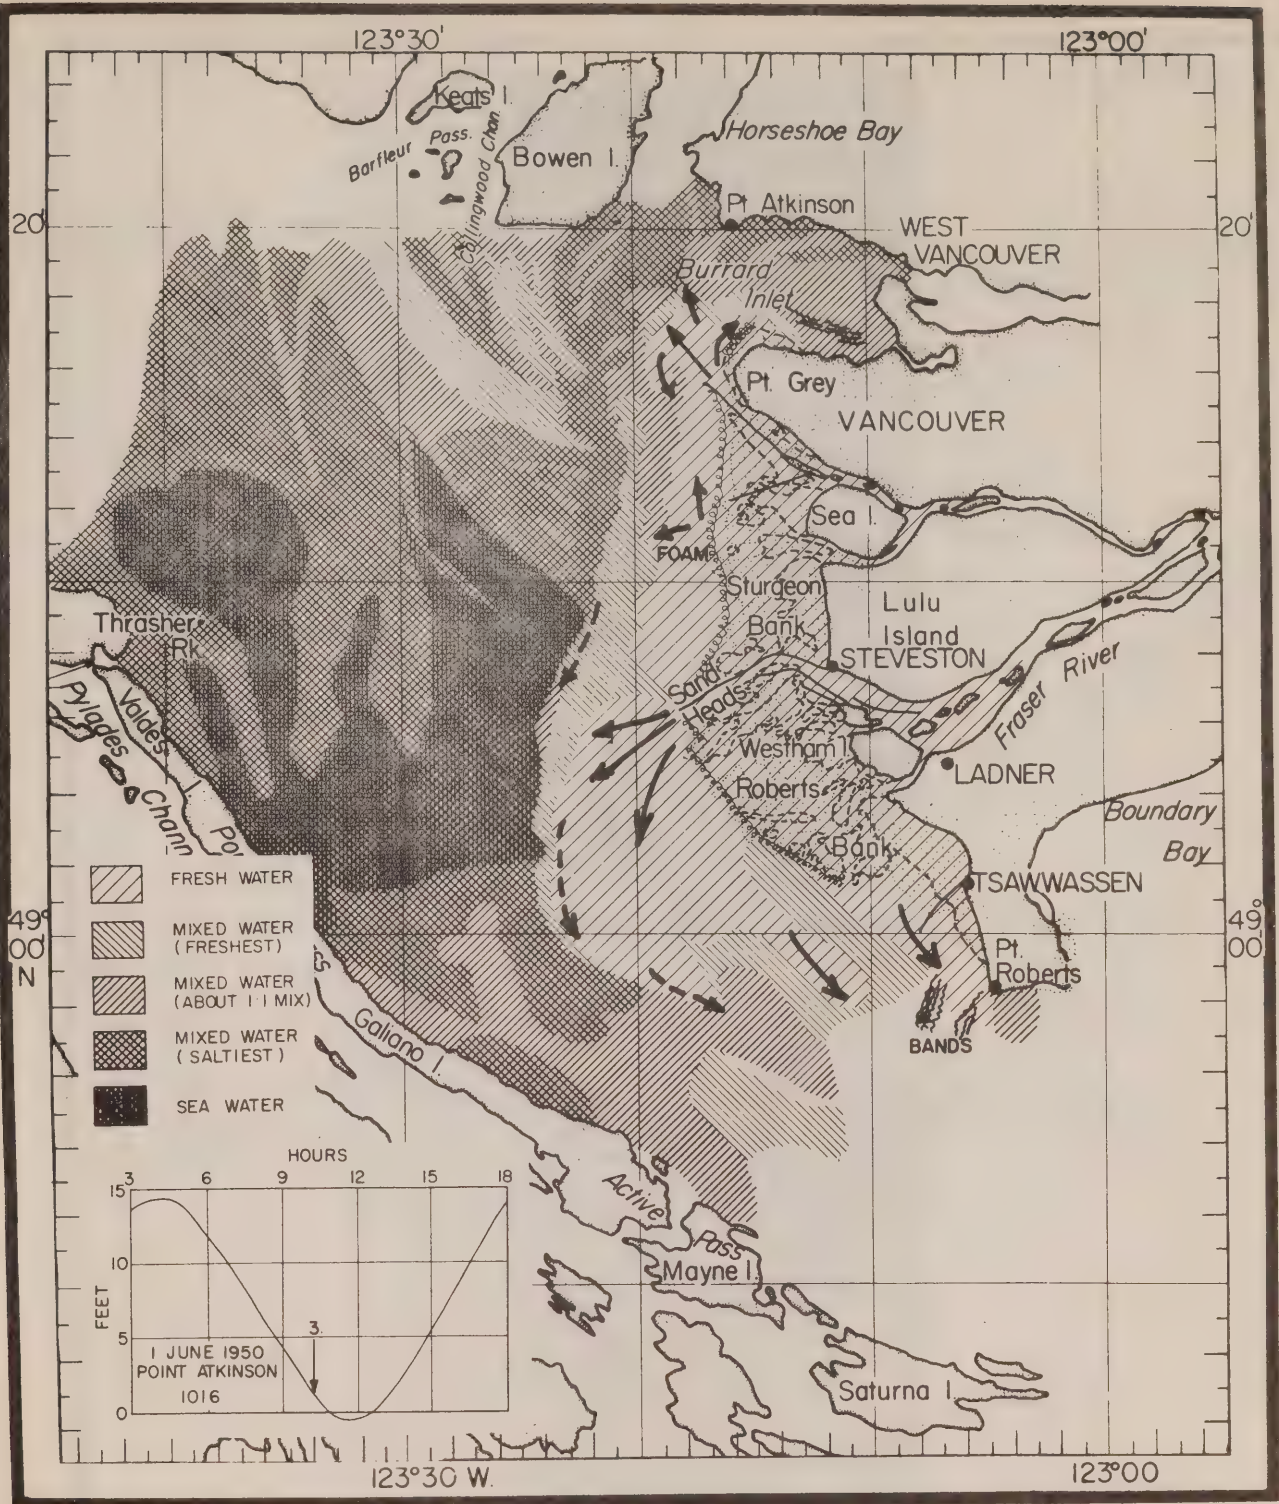 123°30'
123°00'
Keats I.
Horseshoe Bay
Pass.
Barfleur
Bowen I.
Collingwood Chan.
Pt. Atkinson
20'
20'
WEST
VANCOUVER
Burrard
Inlet
Pt. Grey
VANCOUVER
Sea I.
FOAM
Sturgeon
Bank
Lulu
Island
Thrasher
Rk.
STEVESTON
Sand
Heads
Fraser River
Pylades
Chann
Valdes I.
Westham I.
LADNER
Roberts
Bank
Boundary
Bay
Po
FRESH WATER
TSAWWASSEN
49°
00'
N
MIXED WATER
(FRESHEST)
49°
00'
Pt.
Roberts
MIXED WATER
(ABOUT 1:1 MIX)
Galiano I.
MIXED WATER
(SALTIEST)
BANDS
SEA WATER
HOURS
3 6 9 12 15 18
15
10
5
0
FEET
3.
1 JUNE 1950
POINT ATKINSON
1016
Active
Pass
Mayne I.
Saturna I.
123°30' W.
123°00